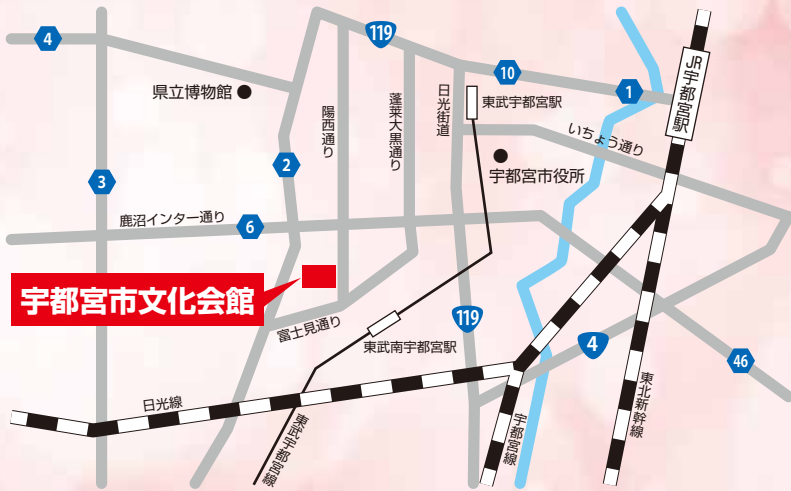 4
119
10
1
JR宇都宮駅
県立博物館
陽西通り
蓬莱大黒通り
日光街道
東武宇都宮駅
いちょう通り
2
宇都宮市役所
3
鹿沼インター通り
6
宇都宮市文化会館
富士見通り
119
東武南宇都宮駅
4
46
日光線
東武宇都宮線
宇都宮線
東北新幹線